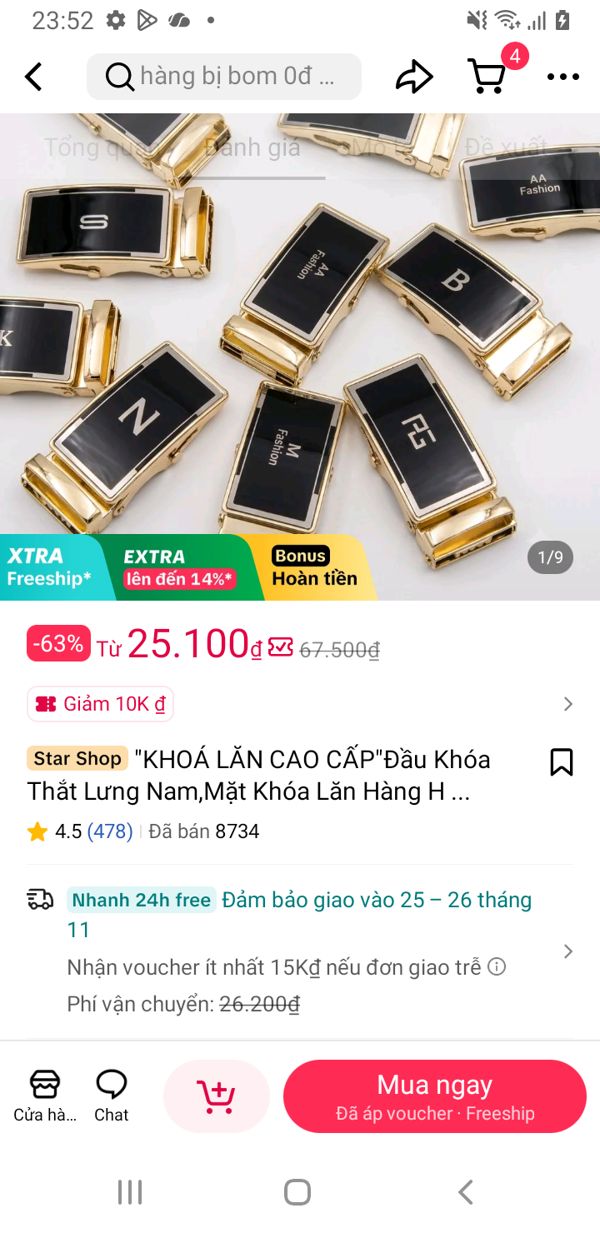 23:52
hàng bị bom 0đ ...
4
Tổng qu
Đánh giá
Mô t
Đề xuất
AA
Fashion
S
AA
Fashion
B
K
N
M
Fashion
XTRA
Freeship*
EXTRA
lên đến 14%*
Bonus
Hoàn tiền
1/9
-63% Từ 25.100₫ 67.500₫
Giảm 10K ₫
Star Shop "KHOÁ LĂN CAO CẤP"Đầu Khóa
Thắt Lưng Nam,Mặt Khóa Lăn Hàng H ...
4.5 (478) Đã bán 8734
Nhanh 24h free Đảm bảo giao vào 25 – 26 tháng
11
Nhận voucher ít nhất 15K₫ nếu đơn giao trễ
Phí vận chuyển: 26.200₫
Cửa hà...
Chat
Mua ngay
Đã áp voucher · Freeship